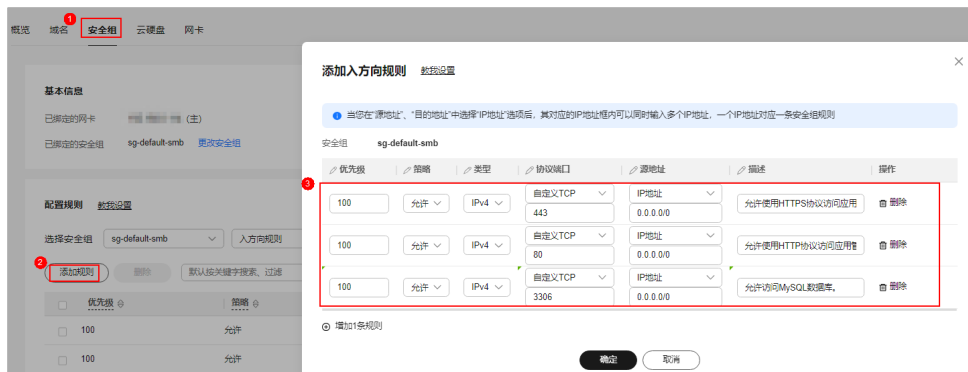 概览 域名 1 安全组 云硬盘 网卡
基本信息
已绑定的网卡 (主)
已绑定的安全组 sg-default-smb 更改安全组
配置规则 教我设置
选择安全组 sg-default-smb 入方向规则
2 添加规则 删除 默认按关键字搜索、过滤
优先级 策略
100 允许
100 允许
添加入方向规则 教我设置
当您在“源地址”、“目的地址”中选择“IP地址”选项后，其对应的IP地址框内可以同时输入多个IP地址，一个IP地址对应一条安全组规则
安全组 sg-default-smb
优先级 策略 类型 协议端口 源地址 描述 操作
3
100 允许 IPv4 自定义TCP IP地址 允许使用HTTPS协议访问应用 删除
443 0.0.0.0/0
100 允许 IPv4 自定义TCP IP地址 允许使用HTTP协议访问应用 删除
80 0.0.0.0/0
100 允许 IPv4 自定义TCP IP地址 允许访问MySQL数据库。 删除
3306 0.0.0.0/0
增加1条规则
确定 取消